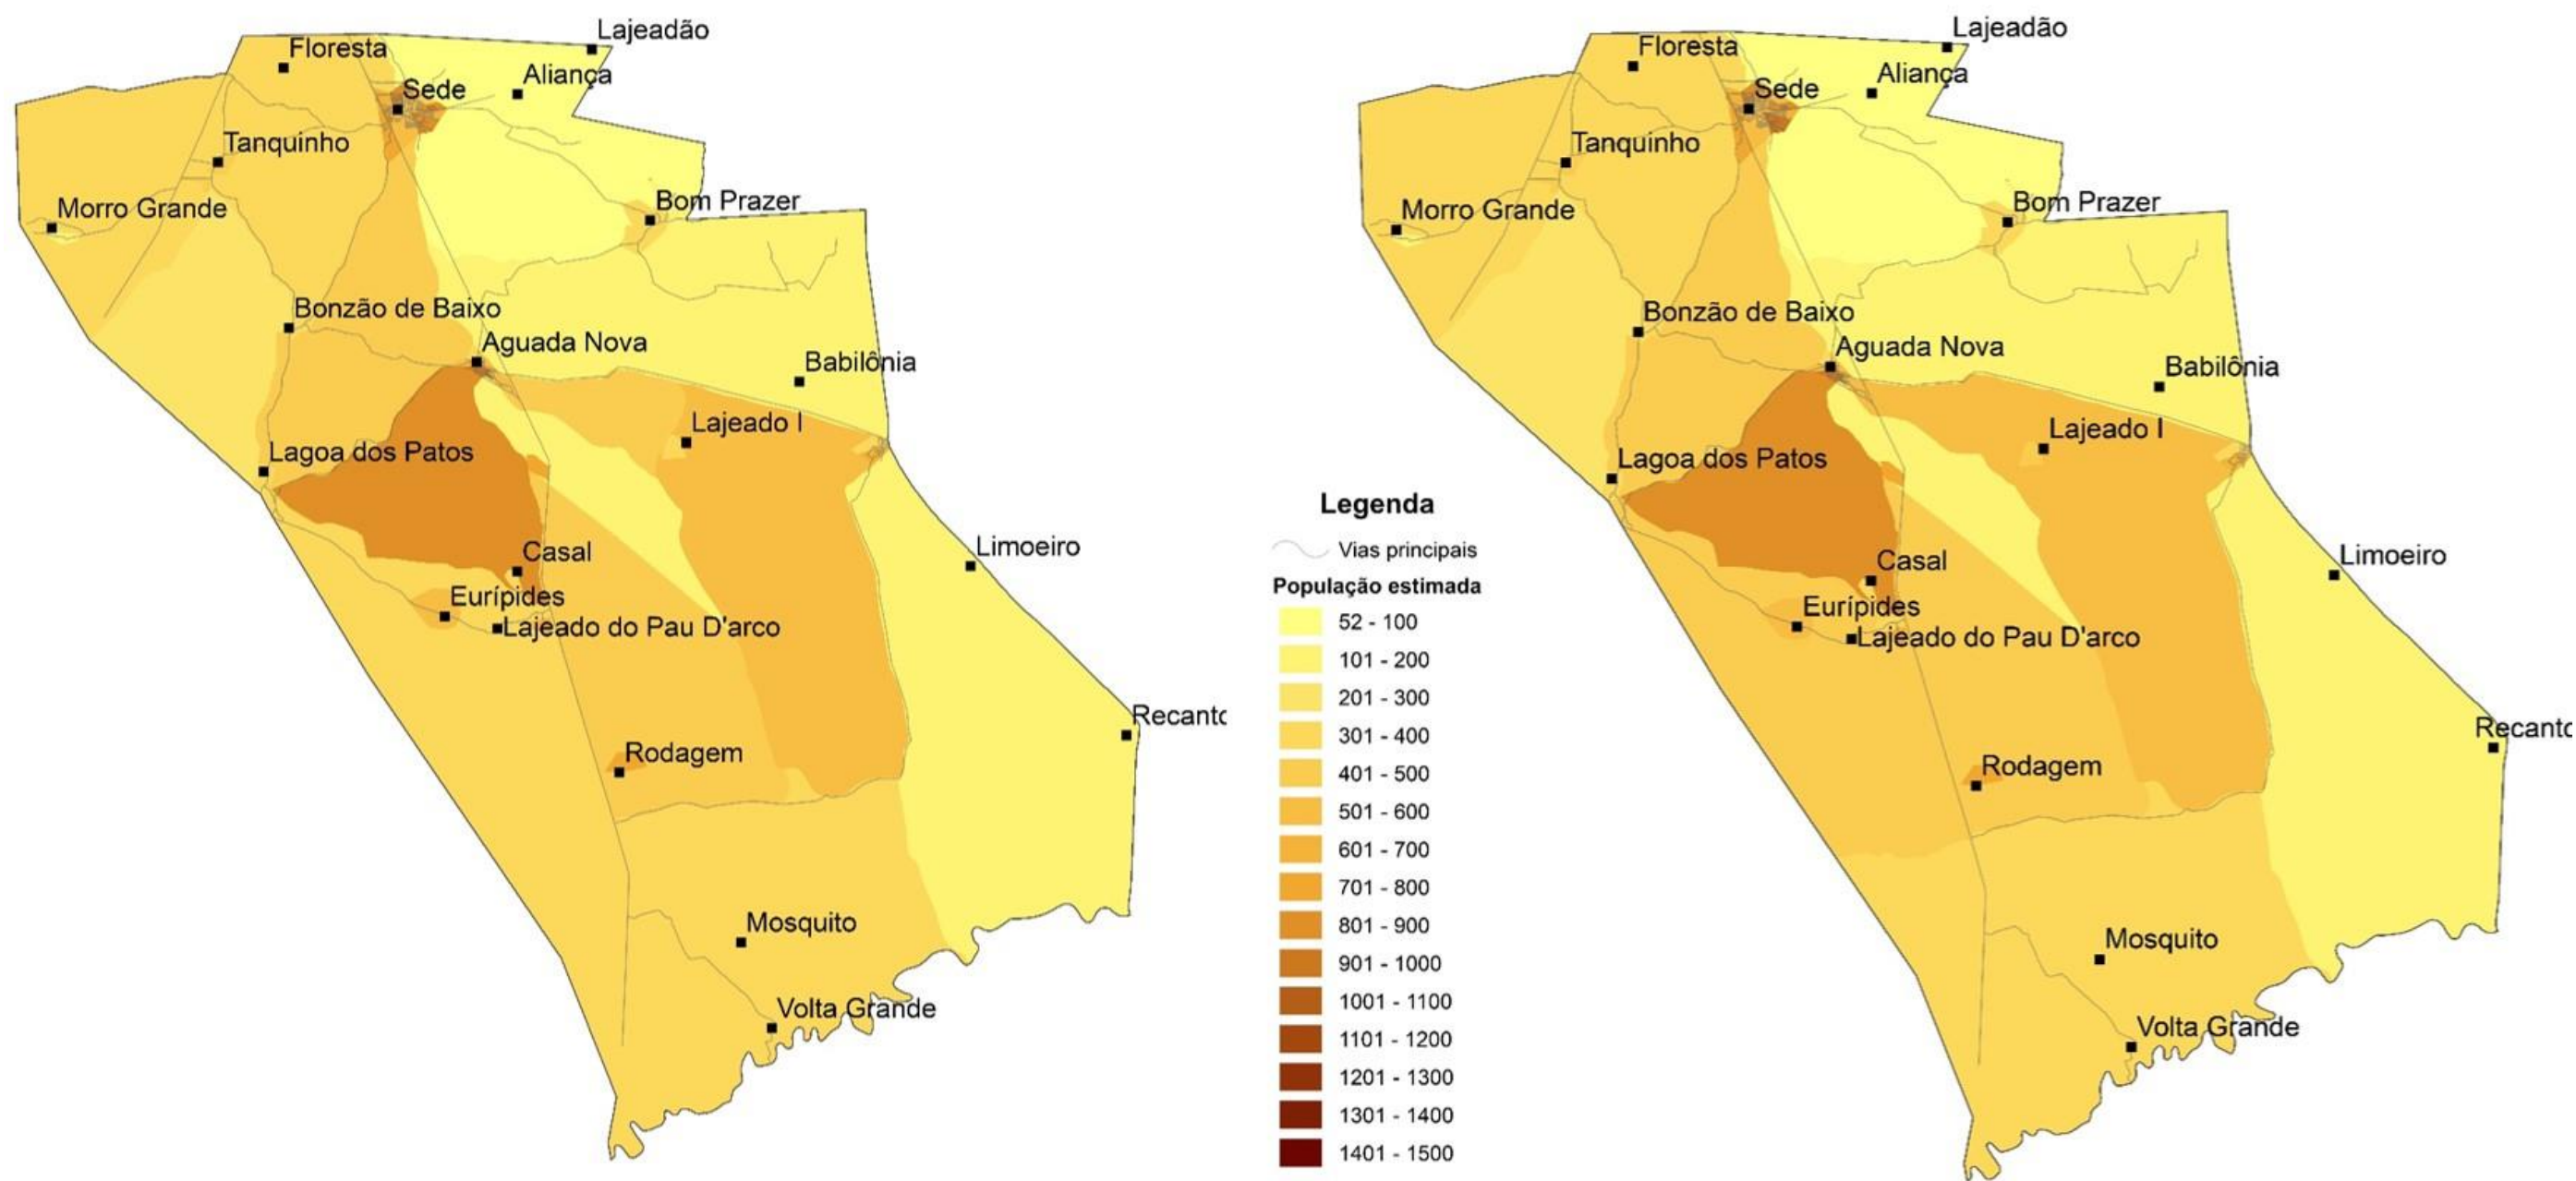 Lajeadão
Floresta
Aliança
Sede
Tanquinho
Bom Prazer
Morro Grande
Bonzão de Baixo
Aguada Nova
Babilônia
Lajeado I
Lagoa dos Patos
Limoeiro
Casal
Eurípides
Lajeado do Pau D'arco
Recantc
Rodagem
Mosquito
Volta Grande
Legenda
Vias principais
População estimada
52 - 100
101 - 200
201 - 300
301 - 400
401 - 500
501 - 600
601 - 700
701 - 800
801 - 900
901 - 1000
1001 - 1100
1101 - 1200
1201 - 1300
1301 - 1400
1401 - 1500
Lajeadão
Floresta
Aliança
Sede
Tanquinho
Bom Prazer
Morro Grande
Bonzão de Baixo
Aguada Nova
Babilônia
Lajeado I
Lagoa dos Patos
Limoeiro
Casal
Eurípides
Lajeado do Pau D'arco
Recantc
Rodagem
Mosquito
Volta Grande